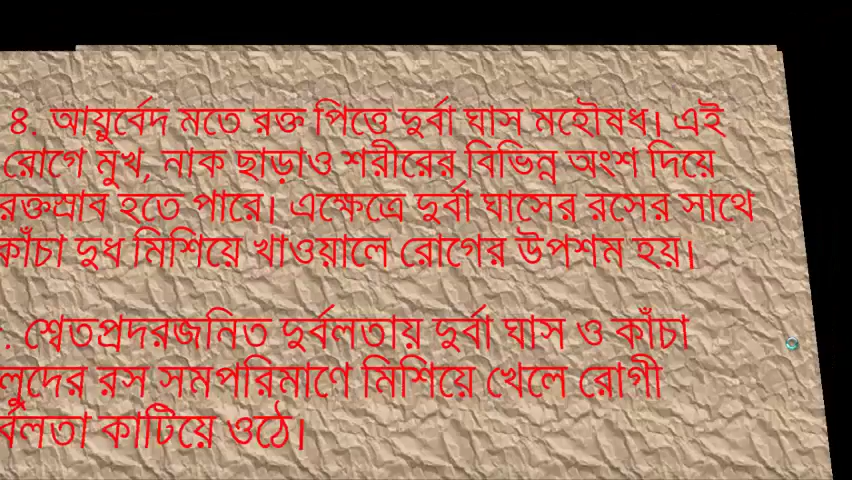 ৪. আয়ুর্বেদ মতে রক্ত পিত্তে দুর্বা ঘাস মহৌষধ। এই
রোগে মুখ, নাক ছাড়াও শরীরের বিভিন্ন অংশ দিয়ে
রক্তস্রাব হতে পারে। এক্ষেত্রে দুর্বা ঘাসের রসের সাথে
কাঁচা দুধ মিশিয়ে খাওয়ালে রোগের উপশম হয়।
. শ্বেতপ্রদরজনিত দুর্বলতায় দুর্বা ঘাস ও কাঁচা
লুদের রস সমপরিমাণে মিশিয়ে খেলে রোগী
র্বলতা কাটিয়ে ওঠে।